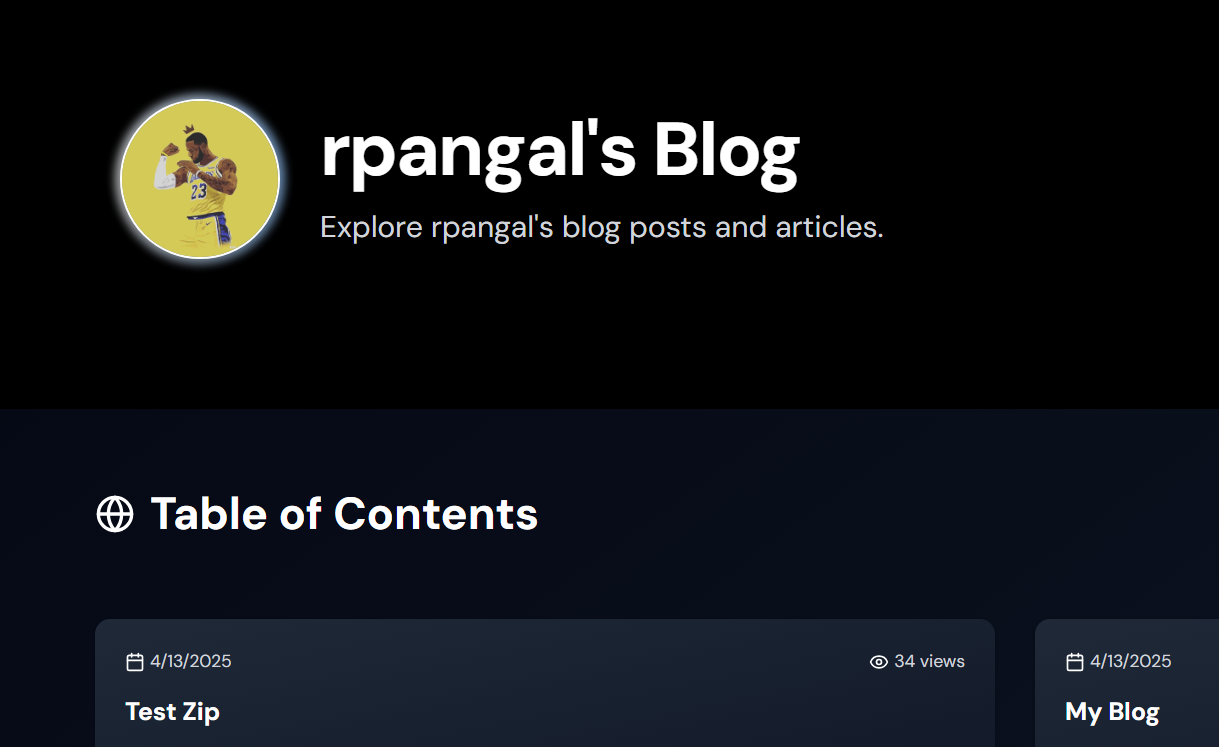 rpangal's Blog
Explore rpangal's blog posts and articles.
23
Table of Contents
4/13/2025
34 views
Test Zip
4/13/2025
My Blog